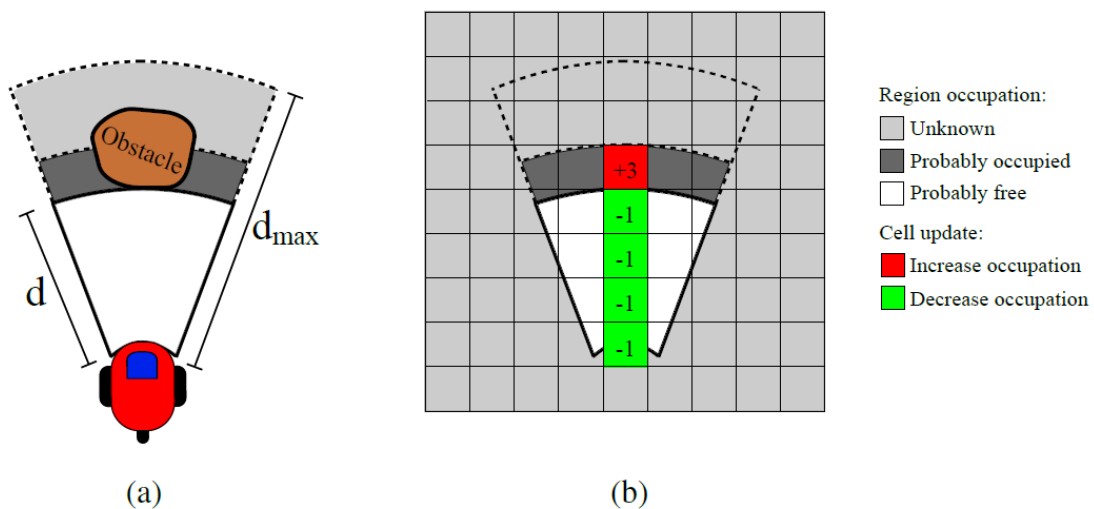 Obstacle
d
dmax
(a)
+3
-1
-1
-1
-1
(b)
Region occupation:
Unknown
Probably occupied
Probably free
Cell update:
Increase occupation
Decrease occupation